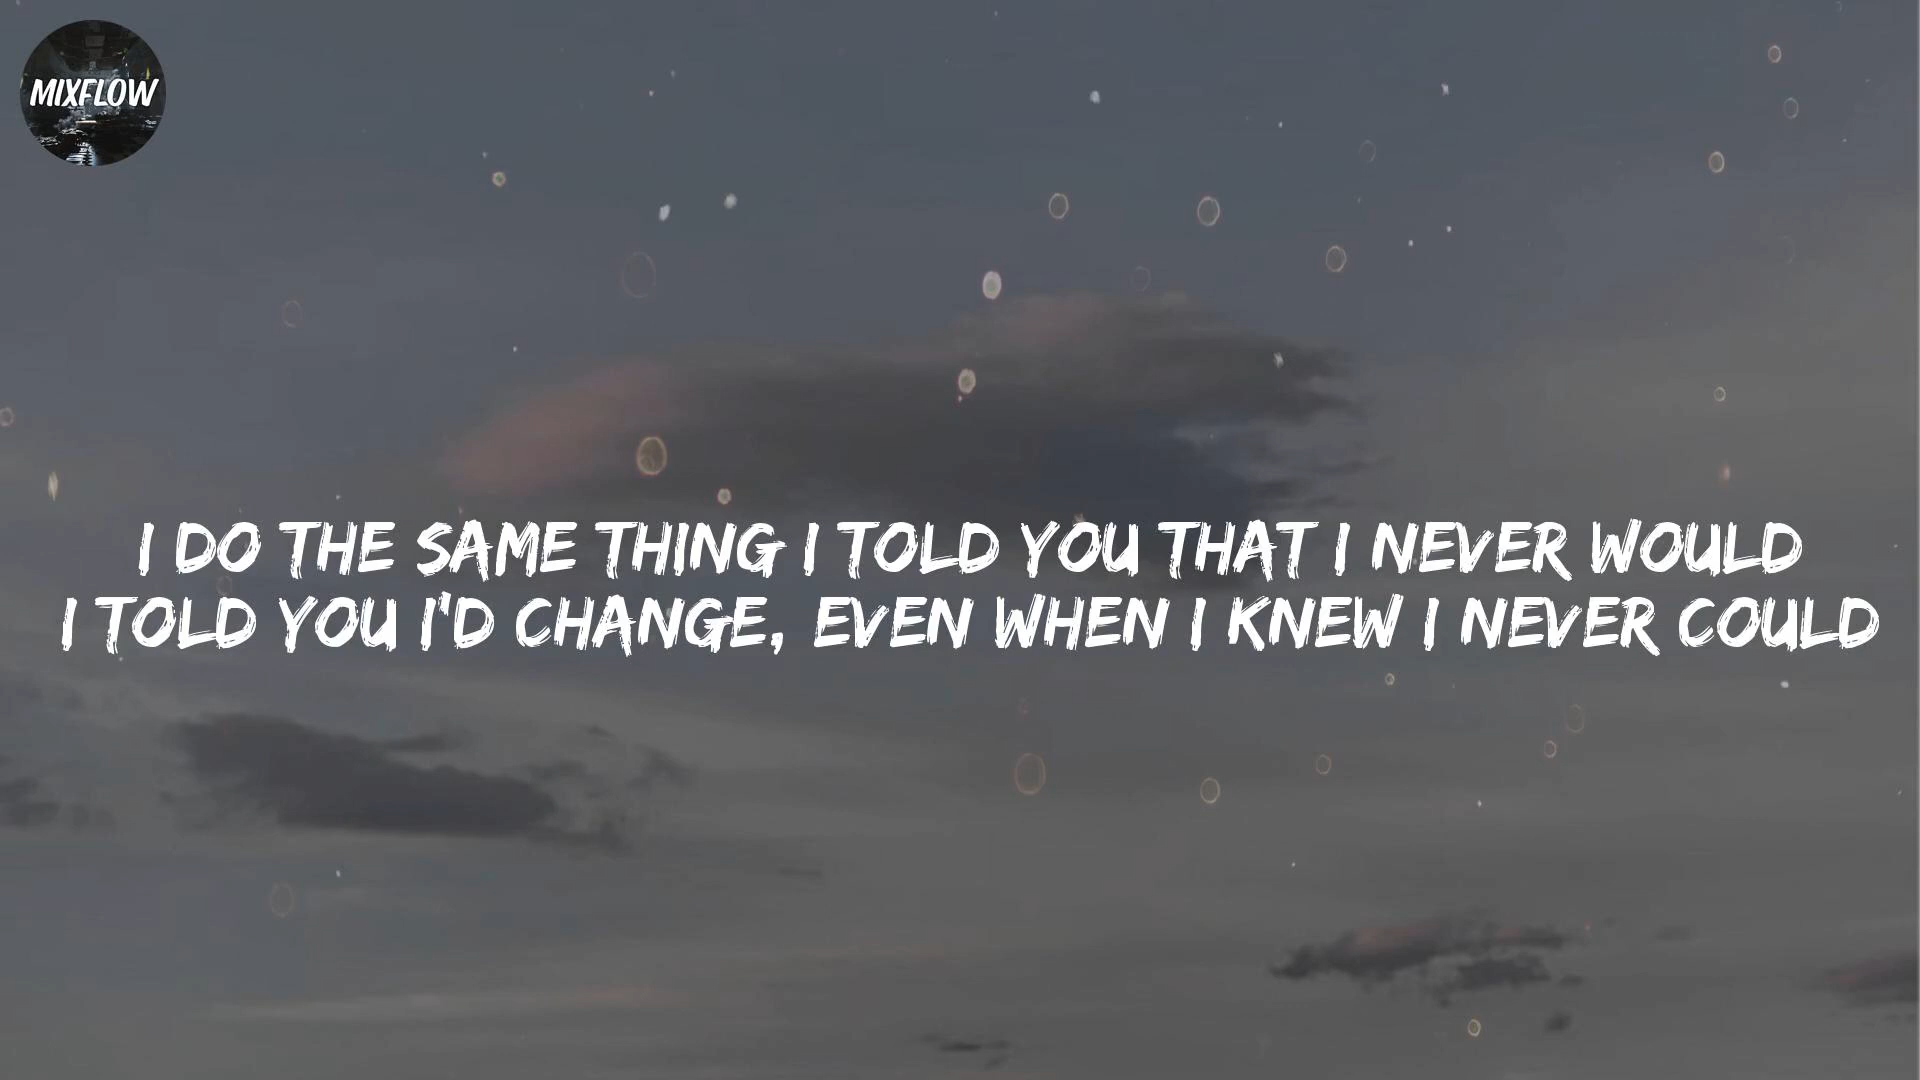 MIXFLOW
I DO THE SAME THING I TOLD YOU THAT I NEVER WOULD
I TOLD YOU I'D CHANGE, EVEN WHEN I KNEW I NEVER COULD